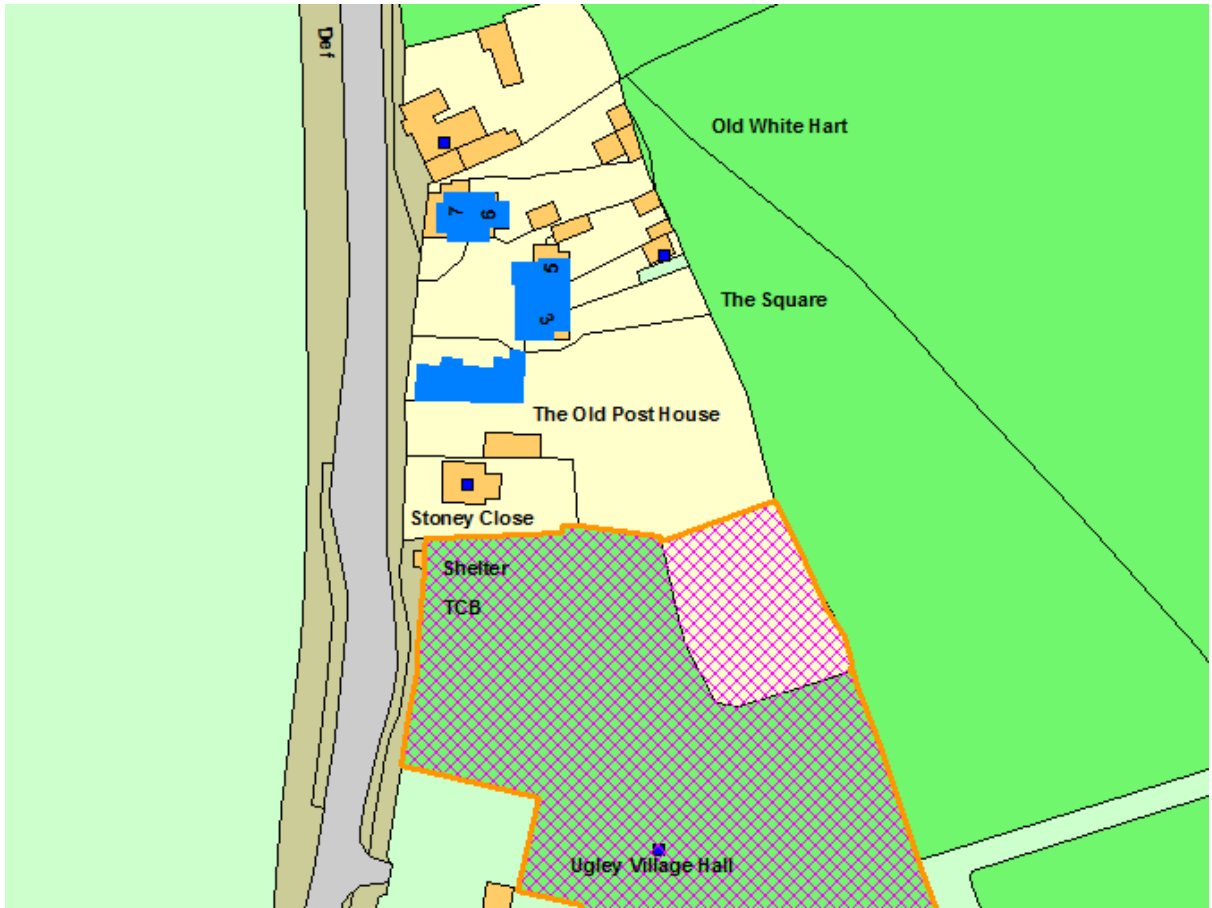 Def
Old White Hart
7
6
5
3
The Square
The Old Post House
Stoney Close
Shelter
TCB
Ugley Village Hall